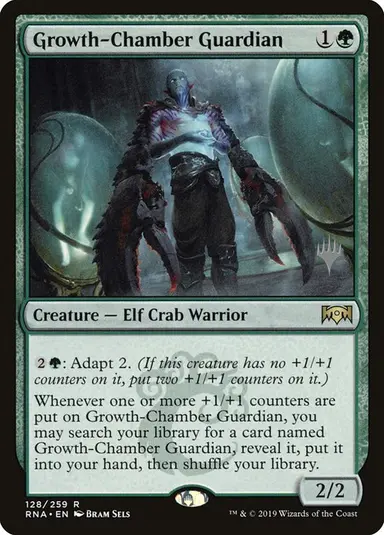 Growth-Chamber Guardian 1
Creature — Elf Crab Warrior
2: Adapt 2. (If this creature has no +1/+1
counters on it, put two +1/+1 counters on it.)
Whenever one or more +1/+1 counters are
put on Growth-Chamber Guardian, you
may search your library for a card named
Growth-Chamber Guardian, reveal it, put it
into your hand, then shuffle your library.
2/2
128/259 R
RNA • EN Bram Sels
™ & © 2019 Wizards of the Coast